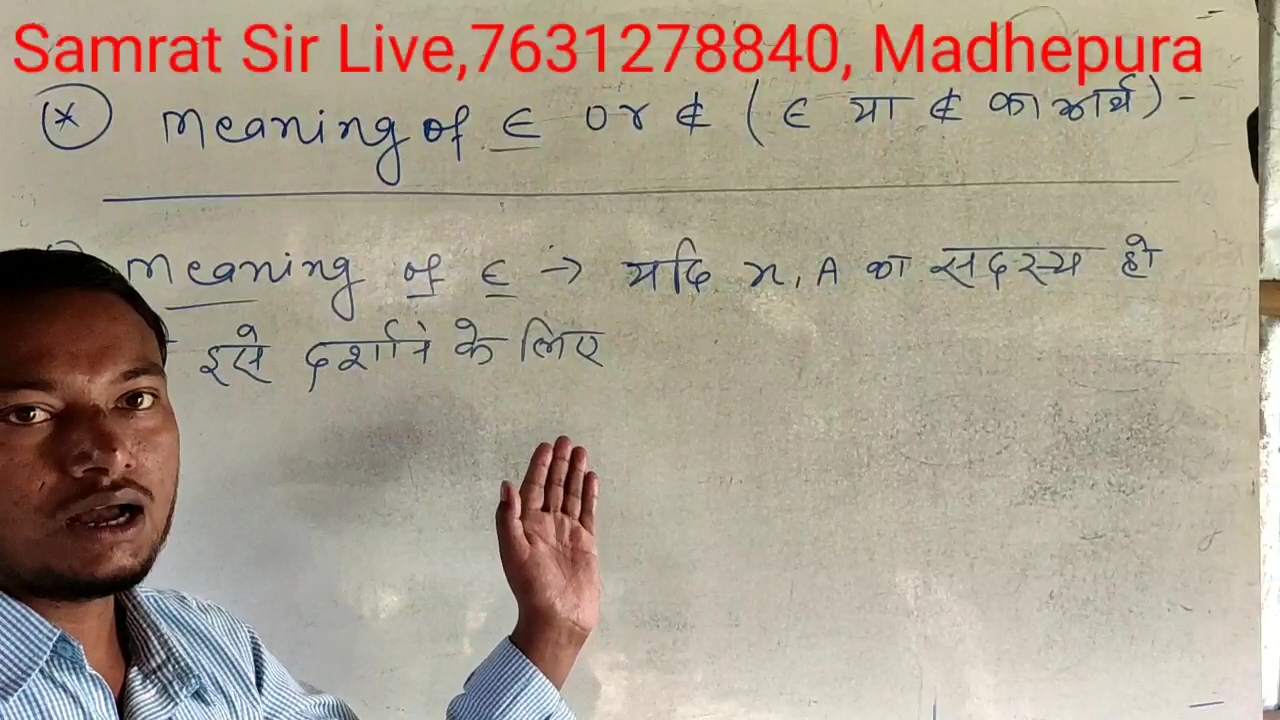 Samrat Sir Live,7631278840, Madhepura
* Meaning of ∈ or ∉ (∈ या ∉ का अर्थ) -
Meaning of ∈ → यदि x, A का सदस्य हो
इसे दर्शाने के लिए